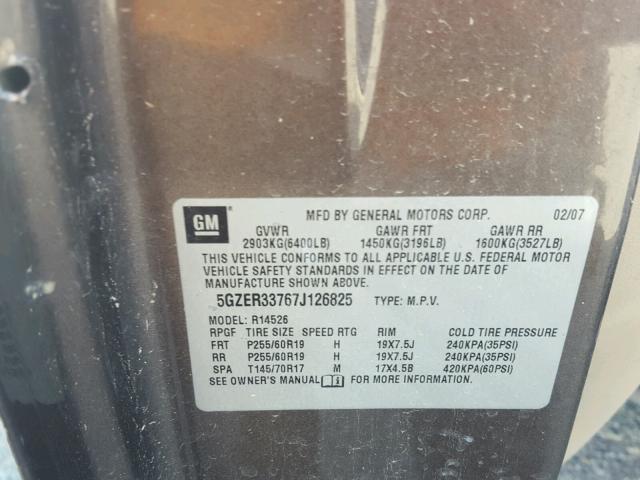 GM
MFD BY GENERAL MOTORS CORP. 02/07
GVWR GAWR FRT GAWR RR
2903KG(6400LB) 1450KG(3196LB) 1600KG(3527LB)
THIS VEHICLE CONFORMS TO ALL APPLICABLE U.S. FEDERAL MOTOR
VEHICLE SAFETY STANDARDS IN EFFECT ON THE DATE OF
MANUFACTURE SHOWN ABOVE.
5GZER33767J126825 TYPE: M.P.V.
MODEL: R14526
RPGF TIRE SIZE SPEED RTG RIM COLD TIRE PRESSURE
FRT P255/60R19 H 19X7.5J 240KPA(35PSI)
RR P255/60R19 H 19X7.5J 240KPA(35PSI)
SPA T145/70R17 M 17X4.5B 420KPA(60PSI)
SEE OWNER'S MANUAL FOR MORE INFORMATION.